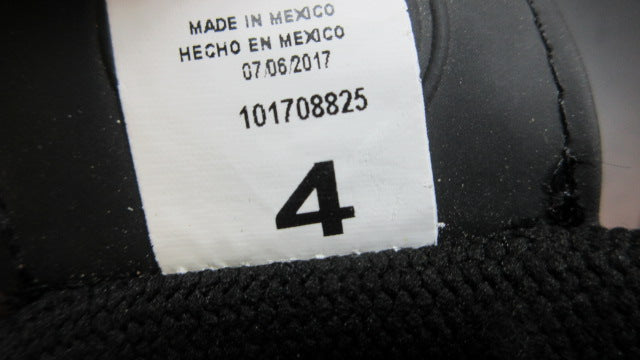 MADE IN MEXICO
HECHO EN MEXICO
07/06/2017
101708825
4